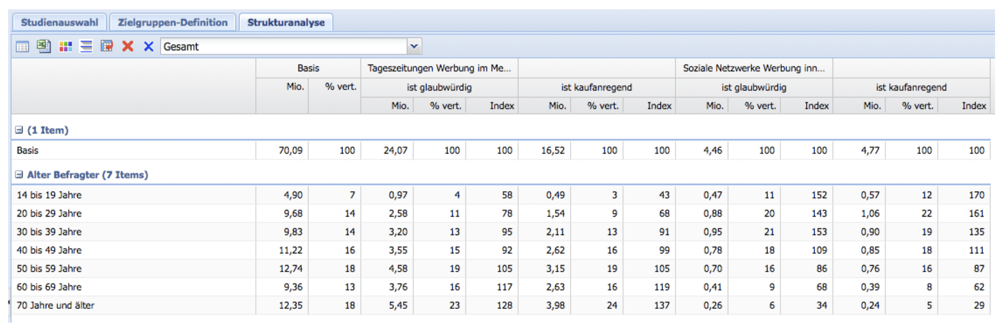 Studienauswahl Zielgruppen-Definition Strukturanalyse
Gesamt
Basis Tageszeitungen Werbung im Me... Soziale Netzwerke Werbung inn...
Mio. % vert. ist glaubwürdig ist kaufanregend ist glaubwürdig ist kaufanregend
Mio. % vert. Index Mio. % vert. Index Mio. % vert. Index Mio. % vert. Index
(1 Item)
Basis 70,09 100 24,07 100 100 16,52 100 100 4,46 100 100 4,77 100 100
Alter Befragter (7 Items)
14 bis 19 Jahre 4,90 7 0,97 4 58 0,49 3 43 0,47 11 152 0,57 12 170
20 bis 29 Jahre 9,68 14 2,58 11 78 1,54 9 68 0,88 20 143 1,06 22 161
30 bis 39 Jahre 9,83 14 3,20 13 95 2,11 13 91 0,95 21 153 0,90 19 135
40 bis 49 Jahre 11,22 16 3,55 15 92 2,62 16 99 0,78 18 109 0,85 18 111
50 bis 59 Jahre 12,74 18 4,58 19 105 3,15 19 105 0,70 16 86 0,76 16 87
60 bis 69 Jahre 9,36 13 3,76 16 117 2,63 16 119 0,41 9 68 0,39 8 62
70 Jahre und älter 12,35 18 5,45 23 128 3,98 24 137 0,26 6 34 0,24 5 29